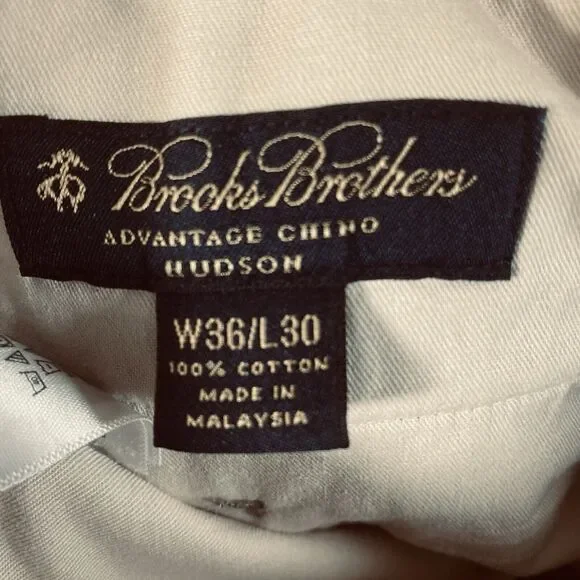 Brooks Brothers
ADVANTAGE CHINO
HUDSON
W36/L30
100% COTTON
MADE IN
MALAYSIA